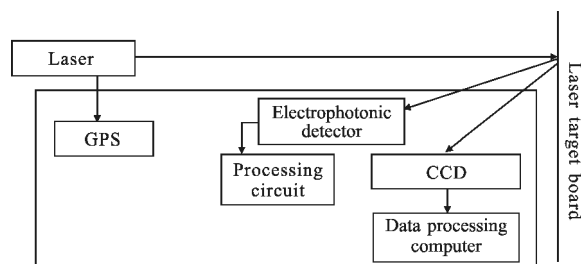 Laser
GPS
Electrophotonic
detector
Processing
circuit
CCD
Data processing
computer
Laser target board